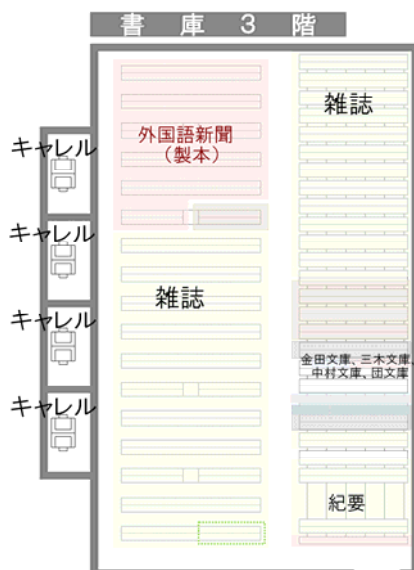 書庫3階
雑誌
外国語新聞
（製本）
キャレル
キャレル
雑誌
キャレル
金田文庫、三木文庫、
中村文庫、団文庫
キャレル
紀要